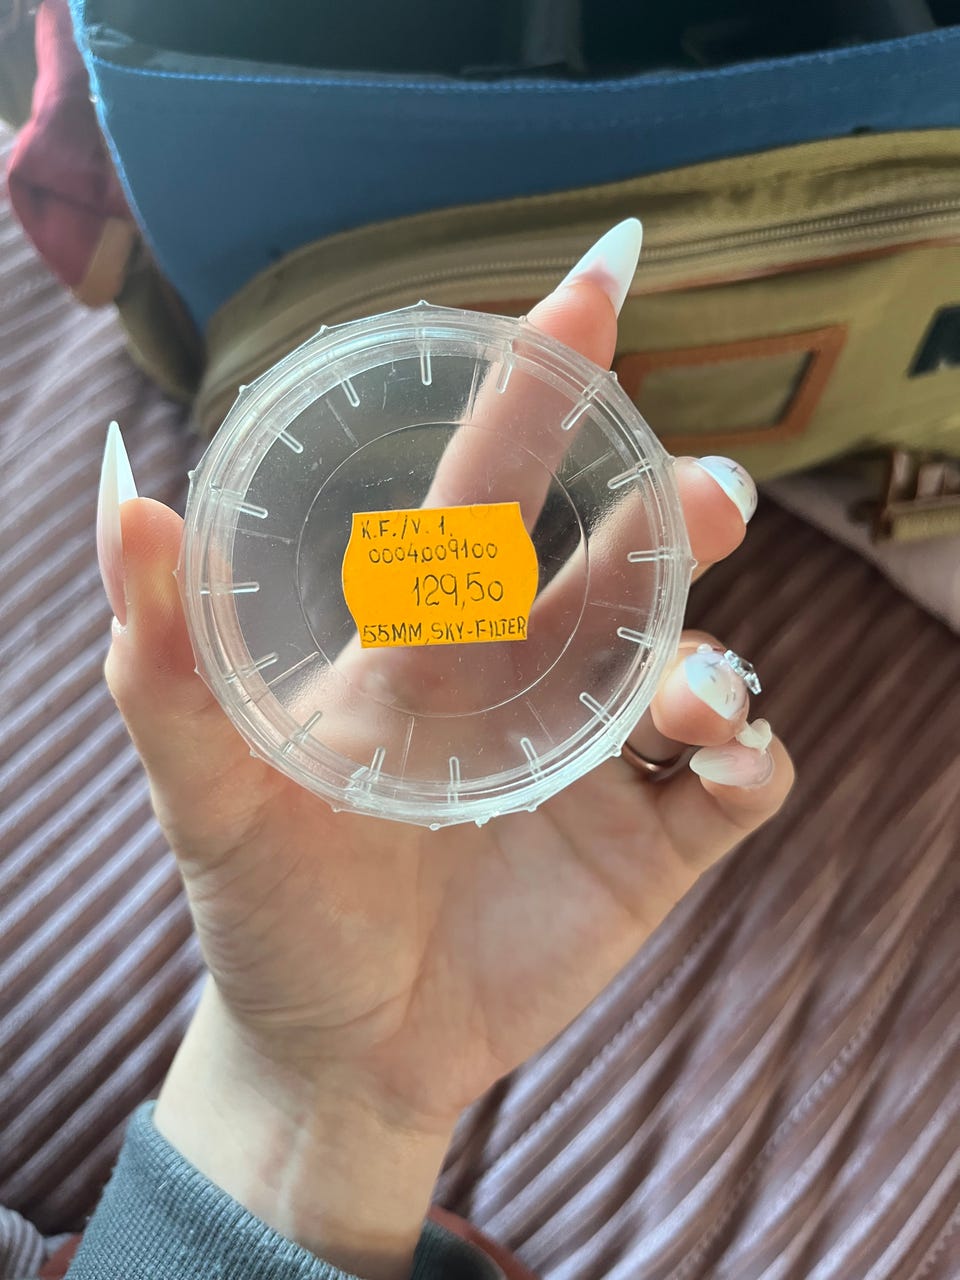 K.F./V. 1.
0004009100
129,50
55MM, SKY-FILTER